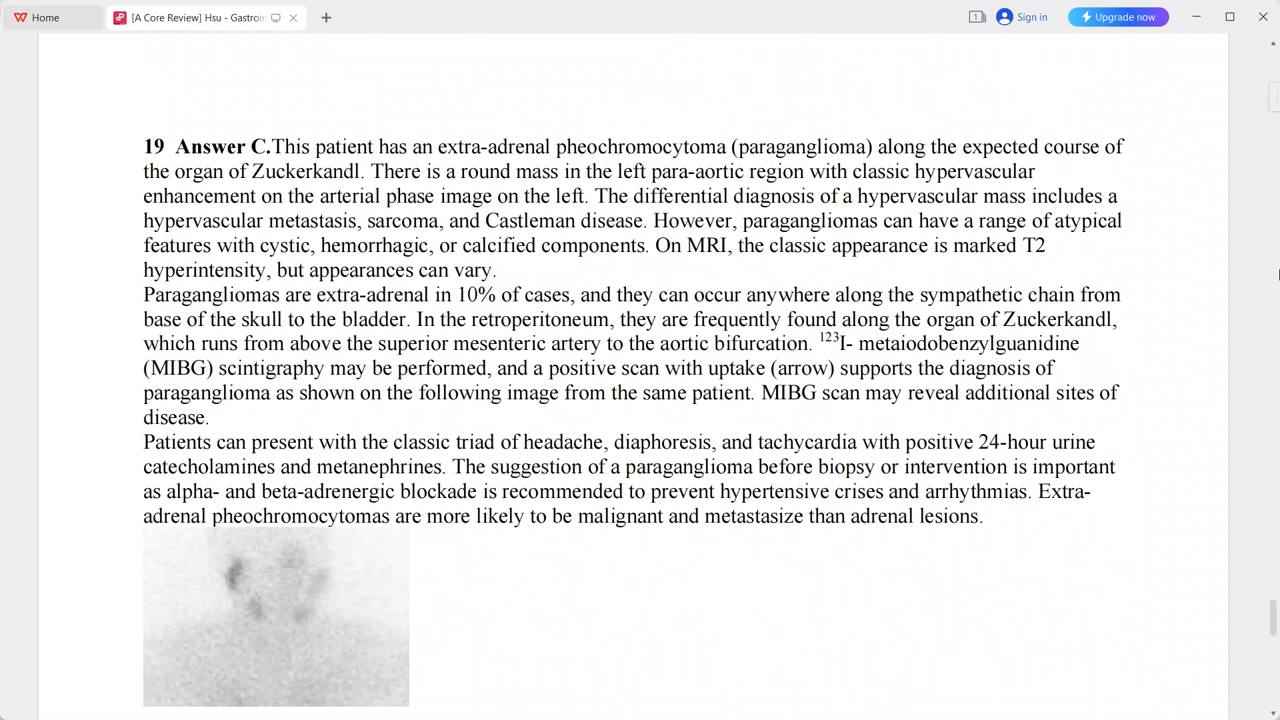 Home
[A Core Review] Hsu - Gastroin
1
Sign in
Upgrade now
19 Answer C.This patient has an extra-adrenal pheochromocytoma (paraganglioma) along the expected course of
the organ of Zuckerkandl. There is a round mass in the left para-aortic region with classic hypervascular
enhancement on the arterial phase image on the left. The differential diagnosis of a hypervascular mass includes a
hypervascular metastasis, sarcoma, and Castleman disease. However, paragangliomas can have a range of atypical
features with cystic, hemorrhagic, or calcified components. On MRI, the classic appearance is marked T2
hyperintensity, but appearances can vary.
Paragangliomas are extra-adrenal in 10% of cases, and they can occur anywhere along the sympathetic chain from
base of the skull to the bladder. In the retroperitoneum, they are frequently found along the organ of Zuckerkandl,
which runs from above the superior mesenteric artery to the aortic bifurcation. ¹²³I- metaiodobenzylguanidine
(MIBG) scintigraphy may be performed, and a positive scan with uptake (arrow) supports the diagnosis of
paraganglioma as shown on the following image from the same patient. MIBG scan may reveal additional sites of
disease.
Patients can present with the classic triad of headache, diaphoresis, and tachycardia with positive 24-hour urine
catecholamines and metanephrines. The suggestion of a paraganglioma before biopsy or intervention is important
as alpha- and beta-adrenergic blockade is recommended to prevent hypertensive crises and arrhythmias. Extra-
adrenal pheochromocytomas are more likely to be malignant and metastasize than adrenal lesions.